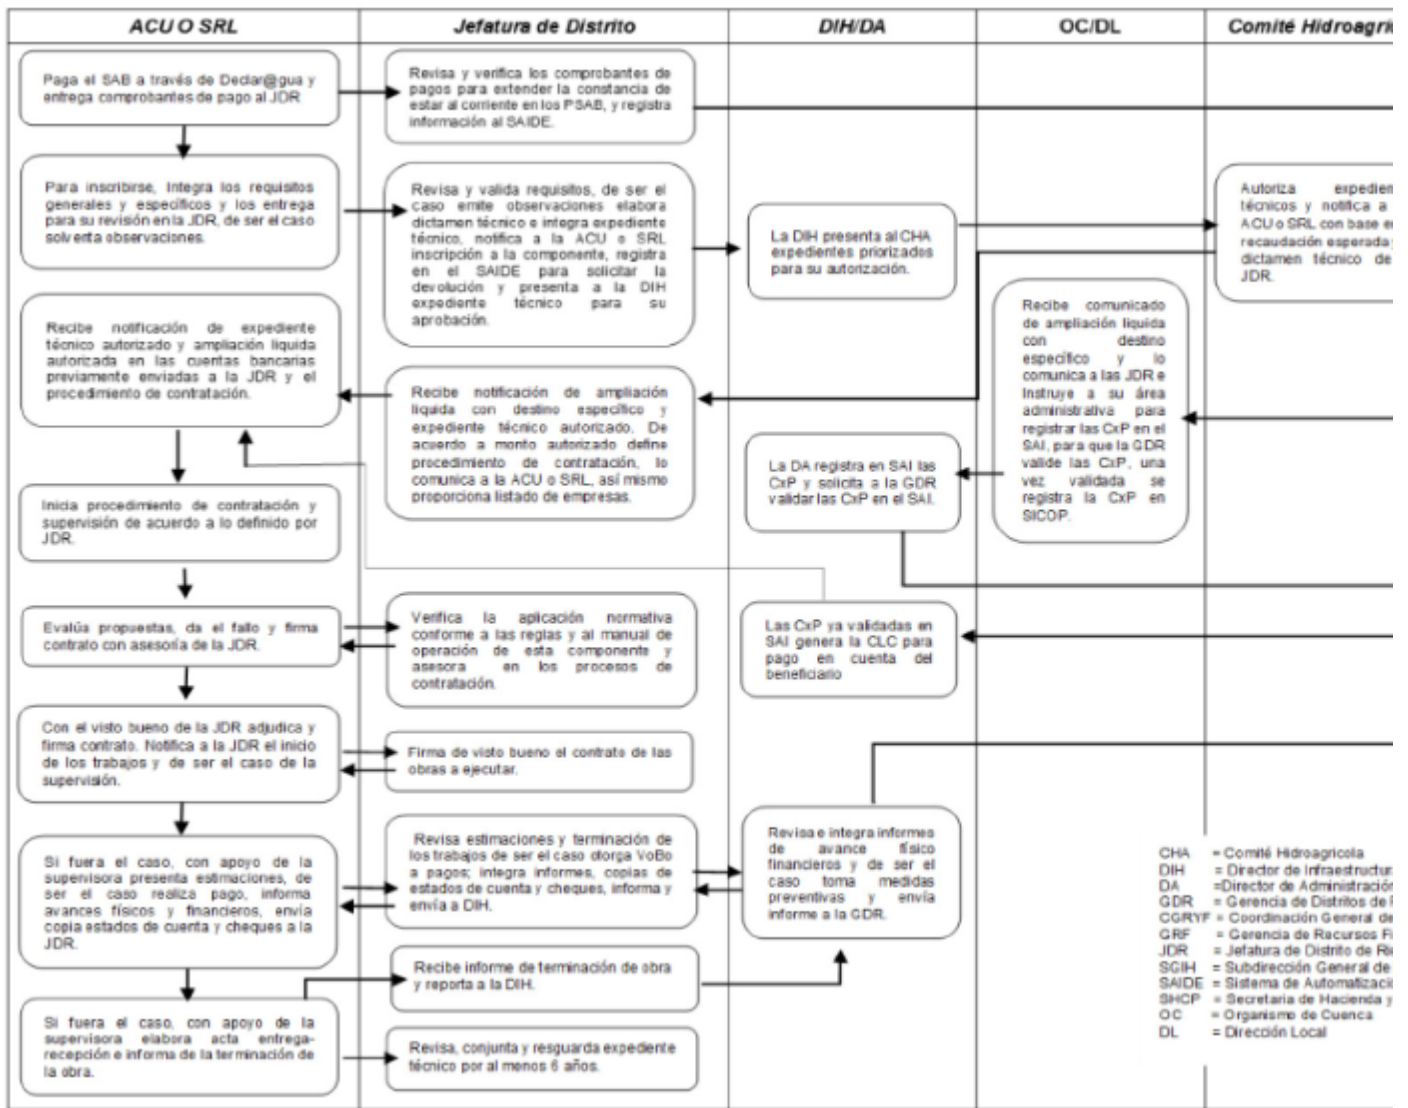 ACU O SRL
Jefatura de Distrito
DIH/DA
OC/DL
Comité Hidroagri
Paga el SAB a través de Declar@gua y
entrega comprobantes de pago al JDR
Para inscribirse, Integra los requisitos
generales y específicos y los entrega
para su revisión en la JDR, de ser el caso
solventa observaciones.
Recibe notificación de expediente
técnico autorizado y ampliación liquida
autorizada en las cuentas bancarias
previamente enviadas a la JDR y el
procedimiento de contratación.
Inicia procedimiento de contratación y
supervisión de acuerdo a lo definido por
JDR.
Evalúa propuestas, da el fallo y firma
contrato con asesoría de la JDR.
Con el visto bueno de la JDR adjudica y
firma contrato. Notifica a la JDR el inicio
de los trabajos y de ser el caso de la
supervisión.
Si fuera el caso, con apoyo de la
supervisora presenta estimaciones, de
ser el caso realiza pago, informa
avances físicos y financieros, envía
copia estados de cuenta y cheques a la
JDR.
Si fuera el caso, con apoyo de la
supervisora elabora acta entrega-
recepción e informa de la terminación de
la obra.
Revisa y verifica los comprobantes de
pagos para extender la constancia de
estar al corriente en los PSAB, y registra
información al SAIDE.
Revisa y valida requisitos, de ser el
caso emite observaciones elabora
dictamen técnico e integra expediente
técnico, notifica a la ACU o SRL
inscripción a la componente, registra
en el SAIDE para solicitar la
devolución y presenta a la DIH
expediente técnico para su
aprobación.
Recibe notificación de ampliación
liquida con destino específico y
expediente técnico autorizado. De
acuerdo a monto autorizado define
procedimiento de contratación, lo
comunica a la ACU o SRL, así mismo
proporciona listado de empresas.
Verifica la aplicación normativa
conforme a las reglas y al manual de
operación de esta componente y
asesora en los procesos de
contratación.
Firma de visto bueno el contrato de las
obras a ejecutar.
Revisa estimaciones y terminación de
los trabajos de ser el caso otorga VoBo
a pagos; integra informes, copias de
estados de cuenta y cheques, informa y
envía a DIH.
Recibe informe de terminación de obra
y reporta a la DIH.
Revisa, conjunta y resguarda expediente
técnico por al menos 6 años.
La DIH presenta al CHA
expedientes priorizados
para su autorización.
La DA registra en SAI las
CxP y solicita a la GDR
validar las CxP en el SAI.
Las CxP ya validadas en
SAI genera la CLC para
pago en cuenta del
beneficiario
Revisa e integra informes
de avance físico
financieros y de ser el
caso toma medidas
preventivas y envía
informe a la GDR.
Recibe comunicado
de ampliación liquida
con destino
específico y lo
comunica a las JDR e
Instruye a su área
administrativa para
registrar las CxP en el
SAI, para que la GDR
valide las CxP, una
vez validada se
registra la CxP en
SICOP.
Autoriza expedien
técnicos y notifica a
ACU o SRL con base en
recaudación esperada y
dictamen técnico de
JDR.
CHA = Comité Hidroagricola
DIH = Director de Infraestructura
DA =Director de Administración
GDR = Gerencia de Distritos de R
CGRYF = Coordinación General de
GRF = Gerencia de Recursos Fi
JDR = Jefatura de Distrito de Rie
SGIH = Subdirección General de
SAIDE = Sistema de Automatizació
SHCP = Secretaria de Hacienda y
OC = Organismo de Cuenca
DL = Dirección Local